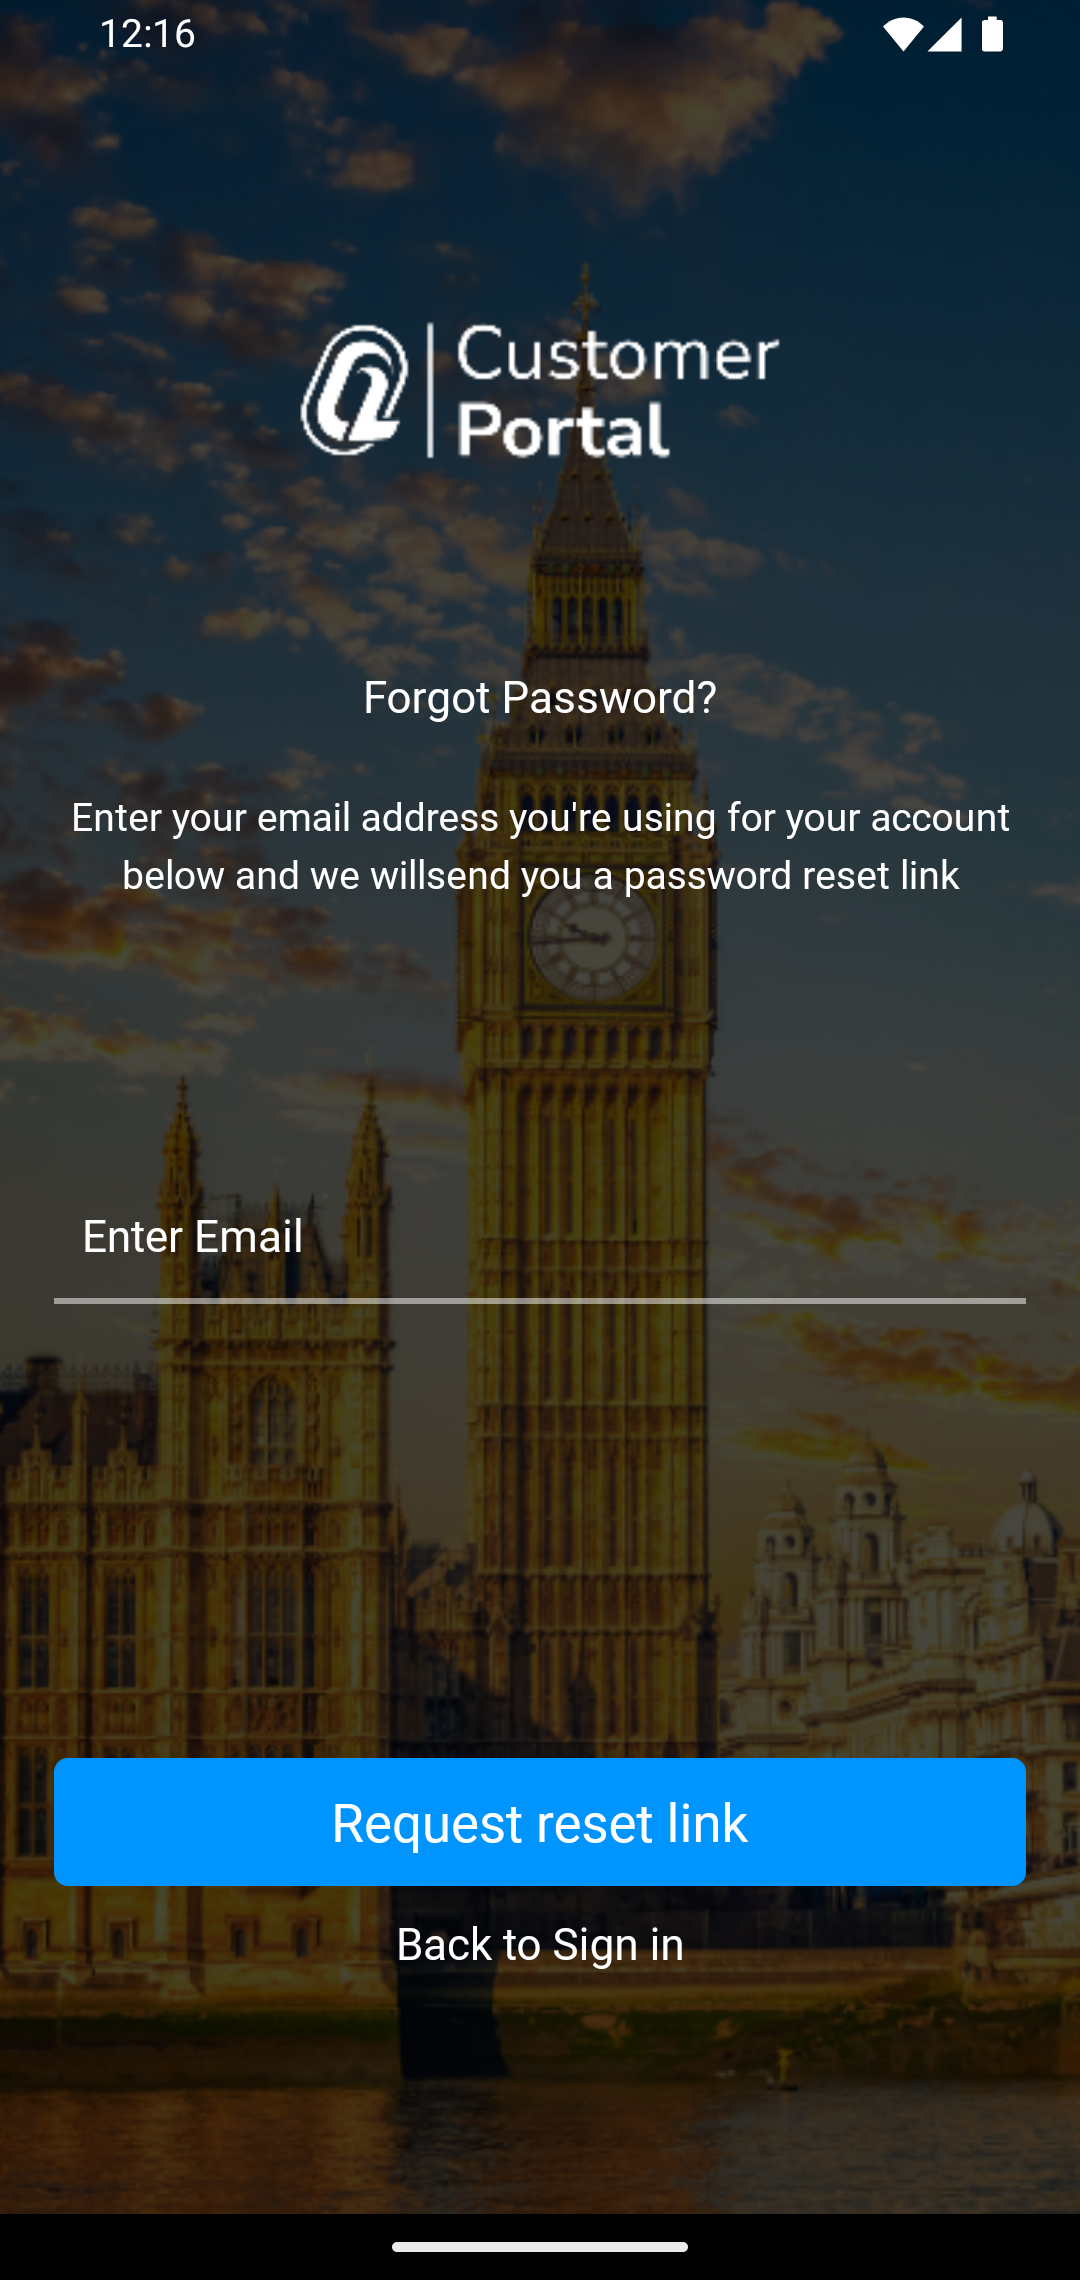 12:16
Customer
Portal
Forgot Password?
Enter your email address you're using for your account
below and we willsend you a password reset link
Enter Email
Request reset link
Back to Sign in